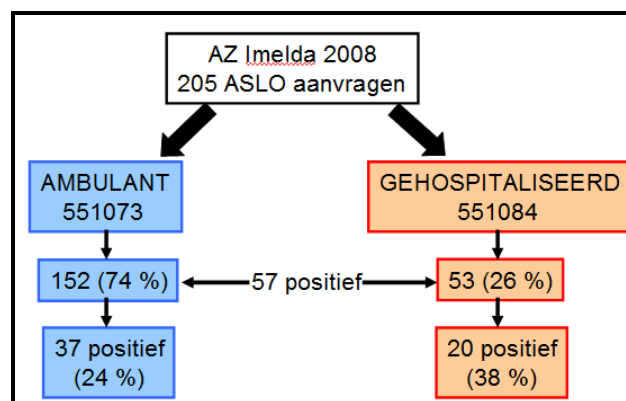 AZ Imelda 2008
205 ASLO aanvragen
AMBULANT
551073
GEHOSPITALISEERD
551084
152 (74 %)
57 positief
53 (26 %)
37 positief
(24 %)
20 positief
(38 %)